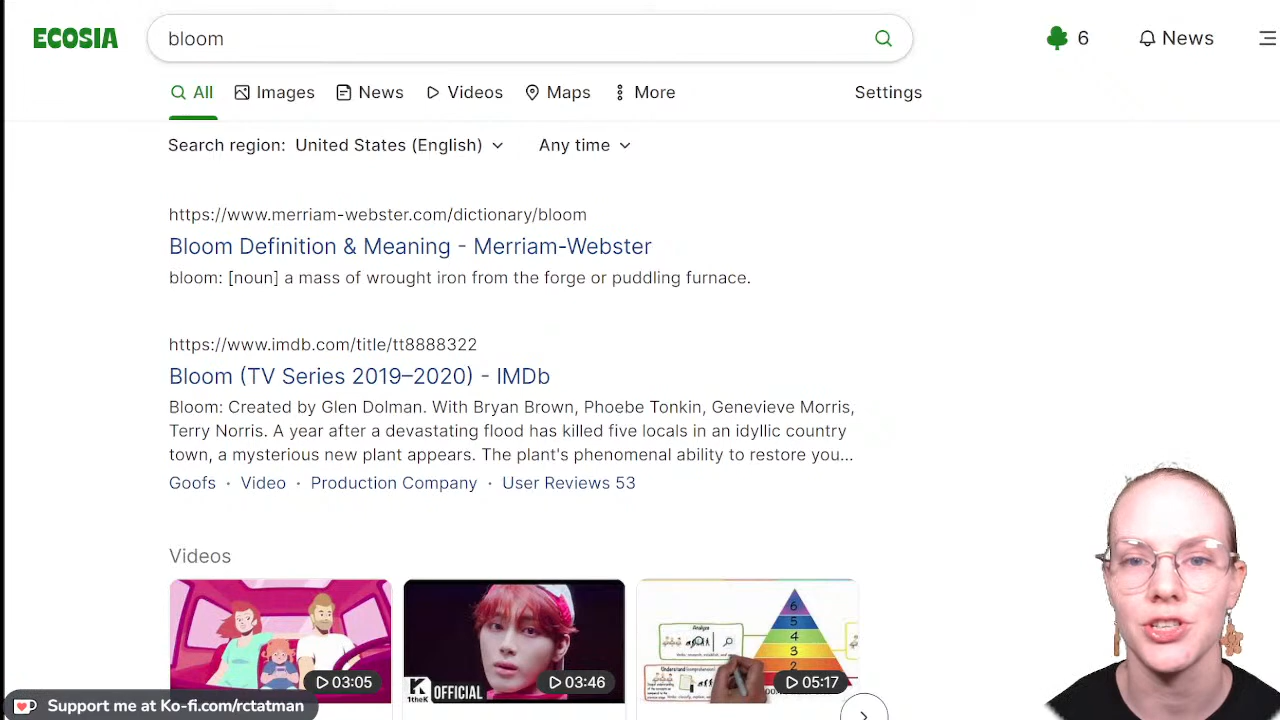 ECOSIA
bloom
6
News
All
Images
News
Videos
Maps
More
Settings
Search region: United States (English)
Any time
https://www.merriam-webster.com/dictionary/bloom
Bloom Definition & Meaning - Merriam-Webster
bloom: [noun] a mass of wrought iron from the forge or puddling furnace.
https://www.imdb.com/title/tt8888322
Bloom (TV Series 2019–2020) - IMDb
Bloom: Created by Glen Dolman. With Bryan Brown, Phoebe Tonkin, Genevieve Morris,
Terry Norris. A year after a devastating flood has killed five locals in an idyllic country
town, a mysterious new plant appears. The plant's phenomenal ability to restore you...
Goofs · Video · Production Company · User Reviews 53
Videos
03:05
K
1theK
OFFICIAL
03:46
Analyze
6
5
4
3
2
05:17
Support me at Ko-fi.com/rctatman